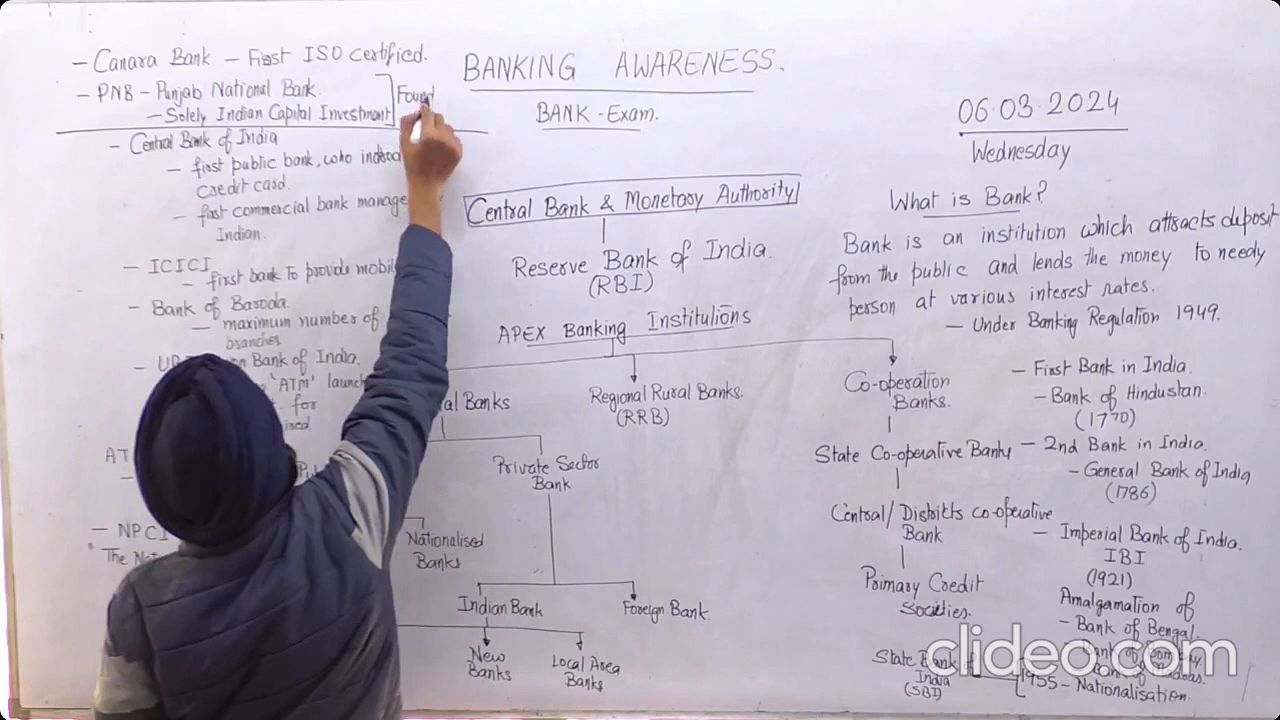 - Canara Bank - First ISO certified.
- PNB - Punjab National Bank.
- Solely Indian Capital Investment
Found
- Central Bank of India
- first public bank, who
credit card.
- first commercial bank manage
Indian.
- ICICI
- first bank to provide mobil
- Bank of Baroda.
- maximum number of
branches
Bank of India.
'ATM' launch
for
AT
- NPCI
"The
BANKING AWARENESS.
BANK - Exam.
Central Bank & Monetary Authority
Reserve Bank of India.
(RBI)
APEX Banking Institutions
Banks
Regional Rural Banks.
(RRB)
Co-operation
Banks.
Private Sector
Bank
State Co-operative Banks
Central/Districts co-operative
Bank
Nationalised
Banks
Primary Credit
Societies.
Indian Bank
Foreign Bank.
New
Banks
Local Area
Banks
State Bank of
India
(SBI)
1955 - Nationalisation.
06.03.2024
Wednesday
What is Bank?
Bank is an institution which attracts deposit
from the public and lends the money to needy
person at various interest rates.
- Under Banking Regulation 1949.
- First Bank in India.
- Bank of Hindustan.
(1770)
- 2nd Bank in India.
- General Bank of India
(1786)
- Imperial Bank of India.
IBI
(1921)
Amalgamation of
- Bank of Bengal.
clideo.com